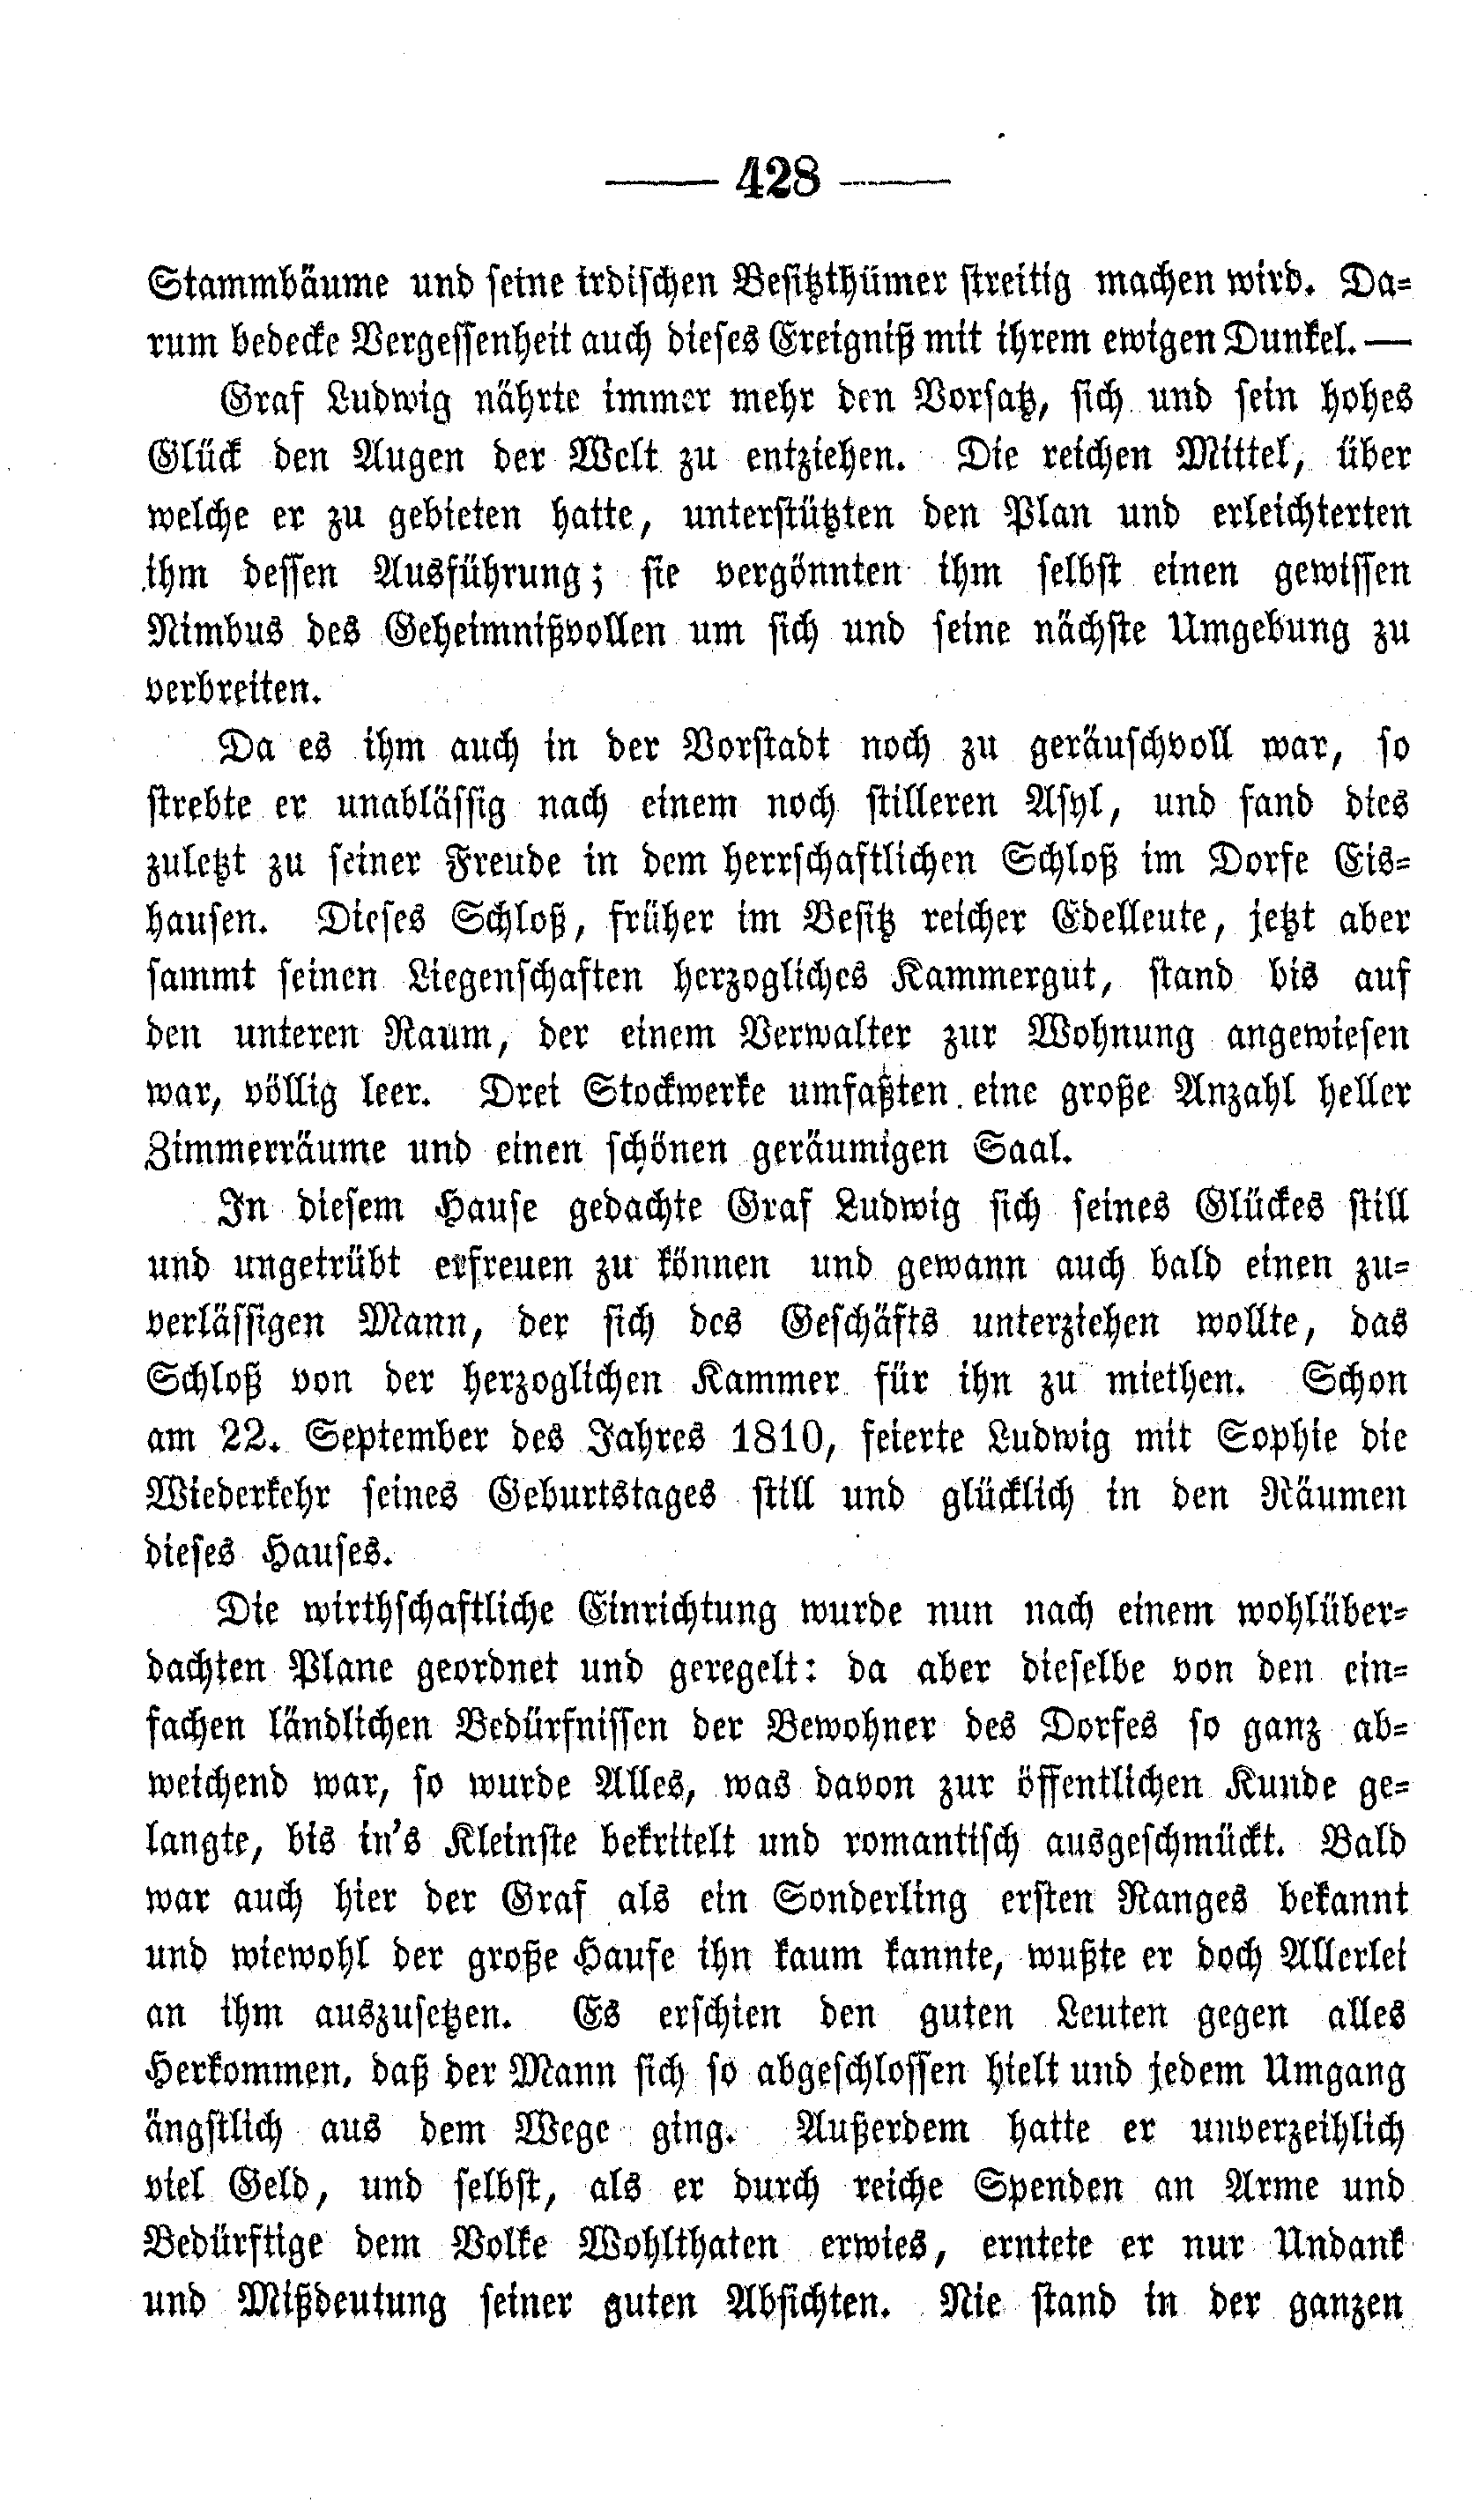 — 428 —
Stammbäume und seine irdischen Besitzthümer streitig machen wird. Da-
rum bedecke Vergessenheit auch dieses Ereigniß mit ihrem ewigen Dunkel. —
Graf Ludwig nährte immer mehr den Vorsatz, sich und sein hohes
Glück den Augen der Welt zu entziehen. Die reichen Mittel, über
welche er zu gebieten hatte, unterstützten den Plan und erleichterten
ihm dessen Ausführung; sie vergönnten ihm selbst einen gewissen
Nimbus des Geheimnißvollen um sich und seine nächste Umgebung zu
verbreiten.
Da es ihm auch in der Vorstadt noch zu geräuschvoll war, so
strebte er unablässig nach einem noch stilleren Asyl, und fand dies
zuletzt zu seiner Freude in dem herrschaftlichen Schloß im Dorfe Eis-
hausen. Dieses Schloß, früher im Besitz reicher Edelleute, jetzt aber
sammt seinen Liegenschaften herzogliches Kammergut, stand bis auf
den unteren Raum, der einem Verwalter zur Wohnung angewiesen
war, völlig leer. Drei Stockwerke umfaßten eine große Anzahl heller
Zimmerräume und einen schönen geräumigen Saal.
In diesem Hause gedachte Graf Ludwig sich seines Glückes still
und ungetrübt erfreuen zu können und gewann auch bald einen zu-
verlässigen Mann, der sich des Geschäfts unterziehen wollte, das
Schloß von der herzoglichen Kammer für ihn zu miethen. Schon
am 22. September des Jahres 1810, feierte Ludwig mit Sophie die
Wiederkehr seines Geburtstages still und glücklich in den Räumen
dieses Hauses.
Die wirthschaftliche Einrichtung wurde nun nach einem wohlüber-
dachten Plane geordnet und geregelt: da aber dieselbe von den ein-
fachen ländlichen Bedürfnissen der Bewohner des Dorfes so ganz ab-
weichend war, so wurde Alles, was davon zur öffentlichen Kunde ge-
langte, bis in's Kleinste bekritelt und romantisch ausgeschmückt. Bald
war auch hier der Graf als ein Sonderling ersten Ranges bekannt
und wiewohl der große Haufe ihn kaum kannte, wußte er doch Allerlei
an ihm auszusetzen. Es erschien den guten Leuten gegen alles
Herkommen, daß der Mann sich so abgeschlossen hielt und jedem Umgang
ängstlich aus dem Wege ging. Außerdem hatte er unverzeihlich
viel Geld, und selbst, als er durch reiche Spenden an Arme und
Bedürftige dem Volke Wohlthaten erwies, erntete er nur Undank
und Mißdeutung seiner guten Absichten. Nie stand in der ganzen